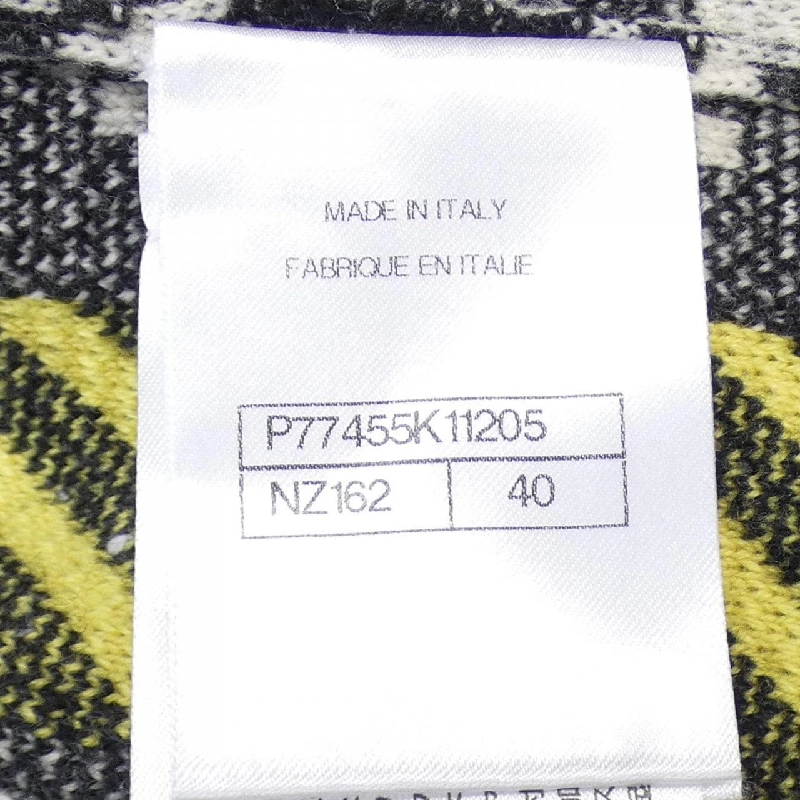 MADE IN ITALY
FABRIQUE EN ITALIE
P77455K11205
NZ162 40